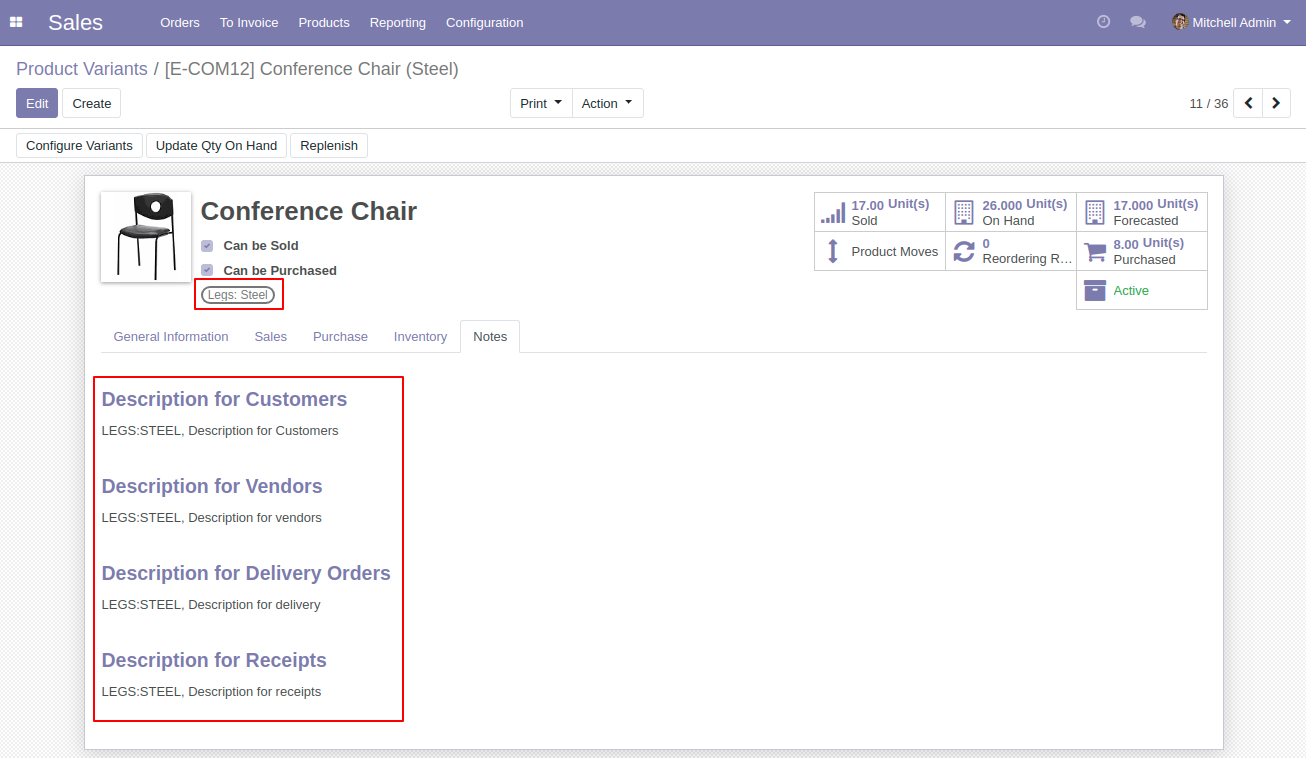 Sales Orders To Invoice Products Reporting Configuration Mitchell Admin
Product Variants / [E-COM12] Conference Chair (Steel)
Edit Create Print Action 11 / 36
Configure Variants Update Qty On Hand Replenish
Conference Chair
Can be Sold
Can be Purchased
Legs: Steel
17.00 Unit(s)
Sold
26.000 Unit(s)
On Hand
17.000 Unit(s)
Forecasted
Product Moves
0
Reordering R...
8.00 Unit(s)
Purchased
Active
General Information Sales Purchase Inventory Notes
Description for Customers
LEGS:STEEL, Description for Customers
Description for Vendors
LEGS:STEEL, Description for vendors
Description for Delivery Orders
LEGS:STEEL, Description for delivery
Description for Receipts
LEGS:STEEL, Description for receipts